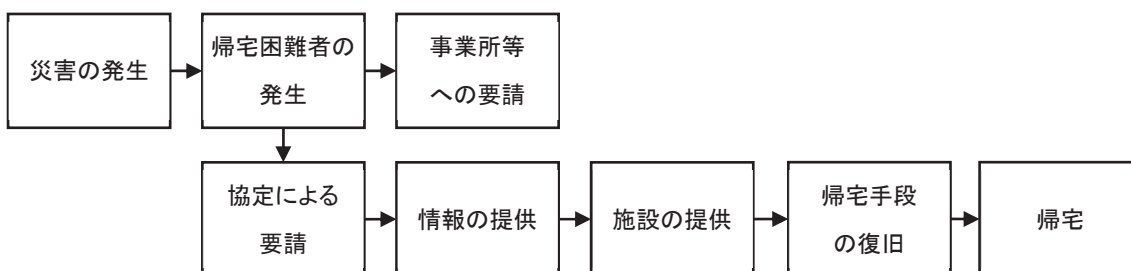 災害の発生
帰宅困難者の
発生
事業所等
への要請
協定による
要請
情報の提供
施設の提供
帰宅手段
の復旧
帰宅